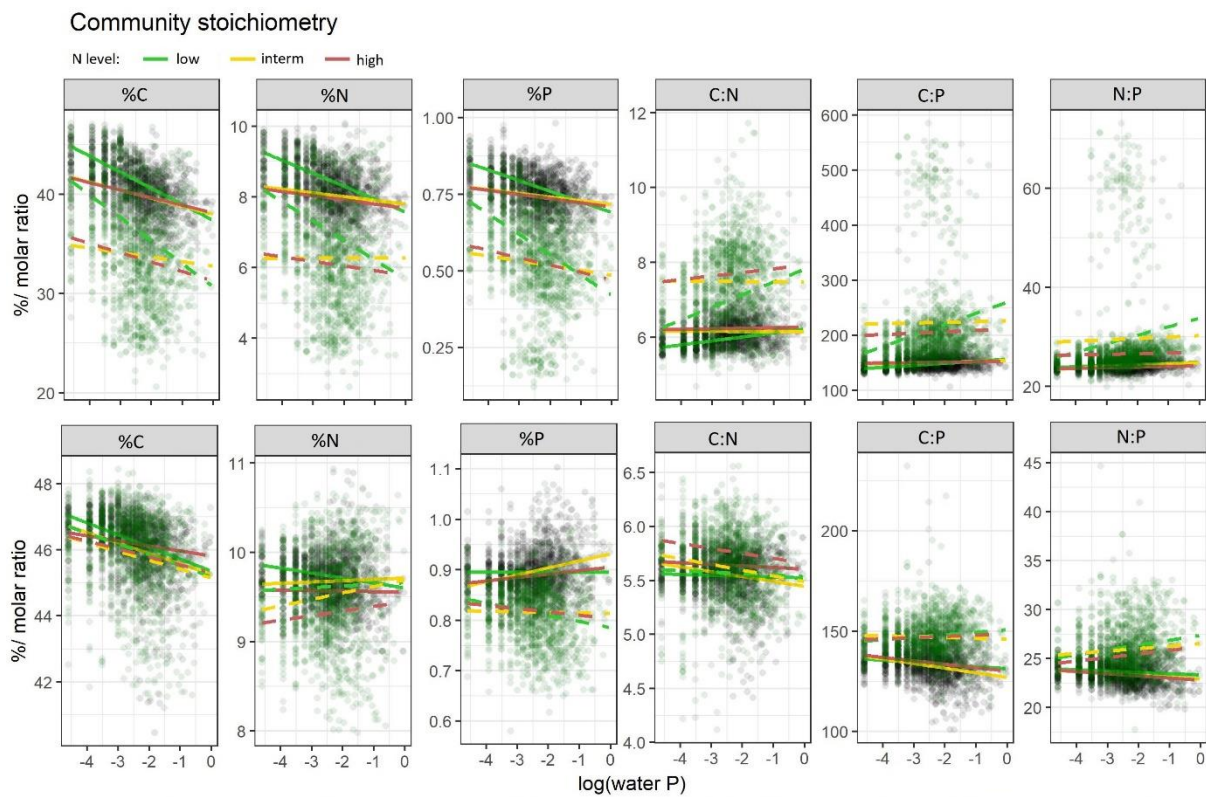 Community stoichiometry
N level: low interm high
%C %N %P C:N C:P N:P
%/ molar ratio
40 30 20
10 8 6 4
1.00 0.75 0.50 0.25
12 10 8 6
600 500 400 300 200 100
60 40 20
%C %N %P C:N C:P N:P
%/ molar ratio
48 46 44 42
11 10 9 8
1.1 1.0 0.9 0.8 0.7 0.6
6.5 6.0 5.5 5.0 4.5 4.0
200 150 100
45 40 35 30 25 20
-4 -3 -2 -1 0 -4 -3 -2 -1 0 -4 -3 -2 -1 0 -4 -3 -2 -1 0 -4 -3 -2 -1 0 -4 -3 -2 -1 0
log(water P)